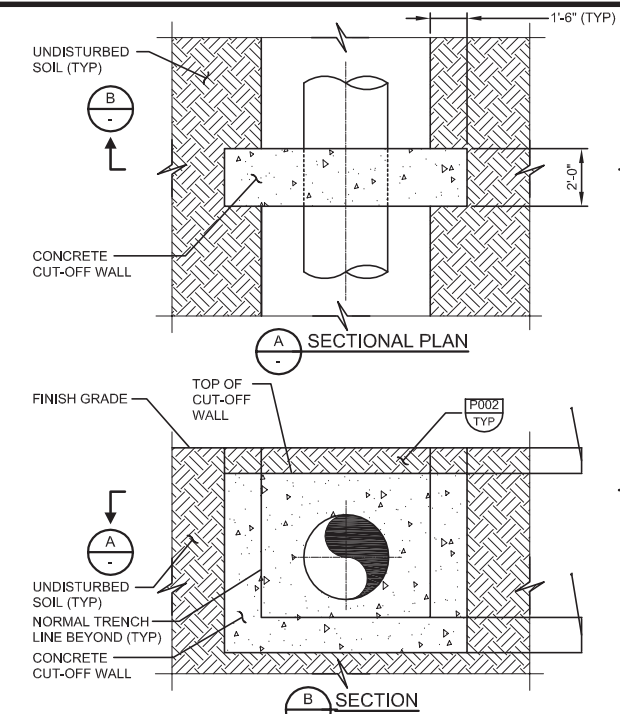 1'-6" (TYP)
UNDISTURBED
SOIL (TYP)
B
-
2'-0"
CONCRETE
CUT-OFF WALL
A
-
SECTIONAL PLAN
TOP OF
CUT-OFF
WALL
FINISH GRADE
P002
TYP
A
-
UNDISTURBED
SOIL (TYP)
NORMAL TRENCH
LINE BEYOND (TYP)
CONCRETE
CUT-OFF WALL
B
SECTION